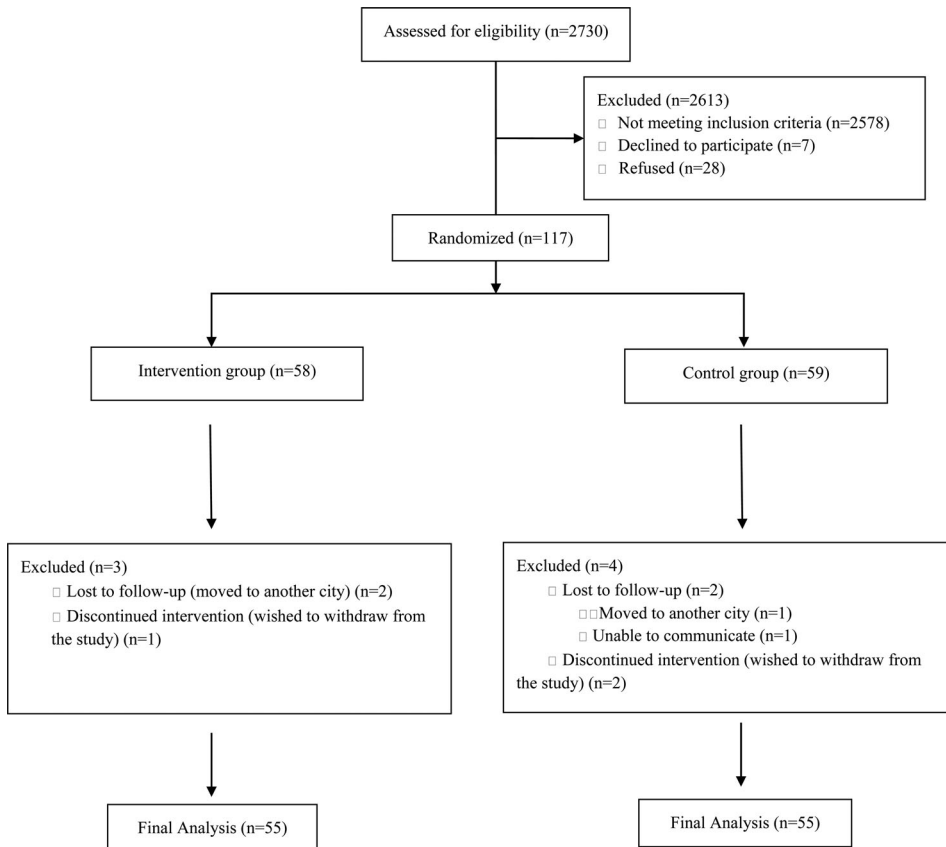 Assessed for eligibility (n=2730)
Excluded (n=2613)
Not meeting inclusion criteria (n=2578)
Declined to participate (n=7)
Refused (n=28)
Randomized (n=117)
Intervention group (n=58)
Control group (n=59)
Excluded (n=3)
Lost to follow-up (moved to another city) (n=2)
Discontinued intervention (wished to withdraw from
the study) (n=1)
Excluded (n=4)
Lost to follow-up (n=2)
Moved to another city (n=1)
Unable to communicate (n=1)
Discontinued intervention (wished to withdraw from
the study) (n=2)
Final Analysis (n=55)
Final Analysis (n=55)